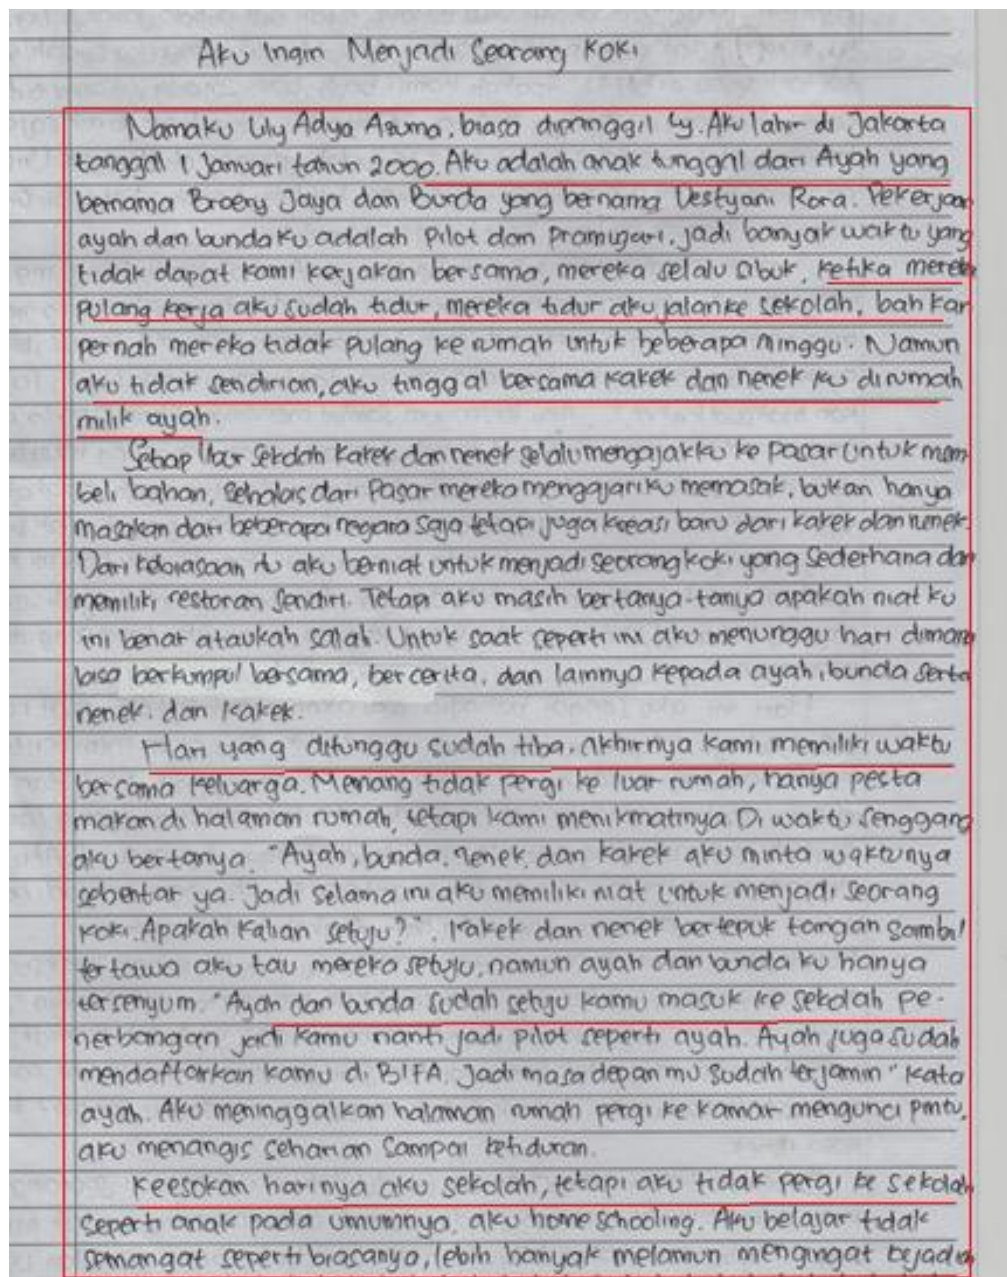 Aku Ingin Menjadi Seorang Koki
Namaku Lily Adya Azuma, biasa dipanggil Ly. Aku lahir di Jakarta
tanggal 1 Januari tahun 2000. Aku adalah anak tunggal dari Ayah yang
bernama Broery Jaya dan Bunda yang bernama Destyani Rora. Pekerjaan
ayah dan bundaku adalah Pilot dan Pramugari, jadi banyak waktu yang
tidak dapat kami kerjakan bersama, mereka selalu sibuk, ketika mereka
pulang kerja aku sudah tidur, mereka tidur aku jalan ke sekolah, bahkan
pernah mereka tidak pulang ke rumah untuk beberapa minggu. Namun
aku tidak sendirian, aku tinggal bersama kakek dan nenek ku dirumah
milik ayah.
Setiap libur sekolah kakek dan nenek selalu mengajakku ke pasar untuk mem
beli bahan, dari Pasar mereka mengajariku memasak, bukan hanya
masakan dari beberapa negara saja tetapi juga kreasi baru dari kakek dan nenek.
Dari kebiasaan itu aku berniat untuk menjadi seorang koki yang sederhana dan
memiliki restoran sendiri. Tetapi aku masih bertanya-tanya apakah niat ku
ini benar ataukah salah. Untuk saat seperti ini aku menunggu hari dimana
bisa berkumpul bersama, bercerita, dan lainnya kepada ayah, bunda serta
nenek dan kakek.
Hari yang ditunggu sudah tiba, akhirnya kami memiliki waktu
bersama keluarga. Menang tidak pergi ke luar rumah, hanya pesta
makan di halaman rumah, tetapi kami menikmatinya. Di waktu senggang
aku bertanya. "Ayah, bunda, nenek, dan kakek aku minta waktunya
sebentar ya. Jadi selama ini aku memiliki niat untuk menjadi seorang
koki. Apakah kalian setuju?". Kakek dan nenek bertepuk tangan sambil
tertawa aku tau mereka setuju, namun ayah dan bunda ku hanya
tersenyum. "Ayah dan bunda sudah setuju kamu masuk ke sekolah pe-
nerbangan jadi kamu nanti jadi pilot seperti ayah. Ayah juga sudah
mendaftarkan kamu di BIFA. Jadi masa depan mu sudah terjamin" kata
ayah. Aku meninggalkan halaman rumah pergi ke kamar mengunci pintu,
aku menangis seharian sampai ketiduran.
Keesokan harinya aku sekolah, tetapi aku tidak pergi ke sekolah
seperti anak pada umumnya, aku home schooling. Aku belajar tidak
semangat seperti biasanya, lebih banyak melamun mengingat kejadian